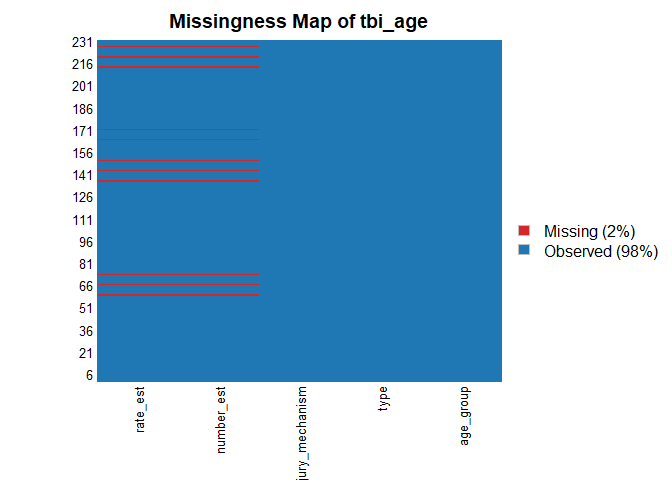 Missingness Map of tbi_age
231
216
201
186
171
156
141
126
111
96
81
66
51
36
21
6
Missing (2%)
Observed (98%)
rate_est
number_est
jury_mechanism
type
age_group